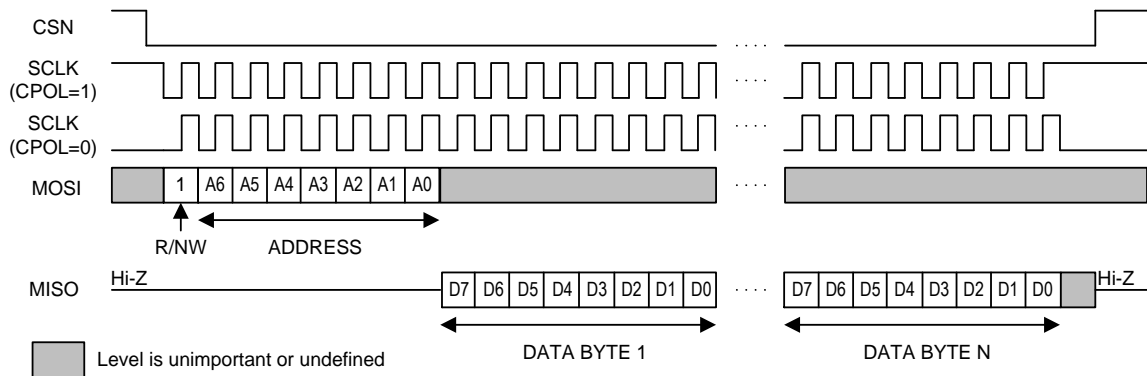 CSN
. . . .
SCLK
(CPOL=1)
. . . .
SCLK
(CPOL=0)
. . . .
MOSI 1 A6 A5 A4 A3 A2 A1 A0 . . . .
R/NW ADDRESS
MISO Hi-Z D7 D6 D5 D4 D3 D2 D1 D0 . . . . D7 D6 D5 D4 D3 D2 D1 D0 Hi-Z
DATA BYTE 1 DATA BYTE N
Level is unimportant or undefined